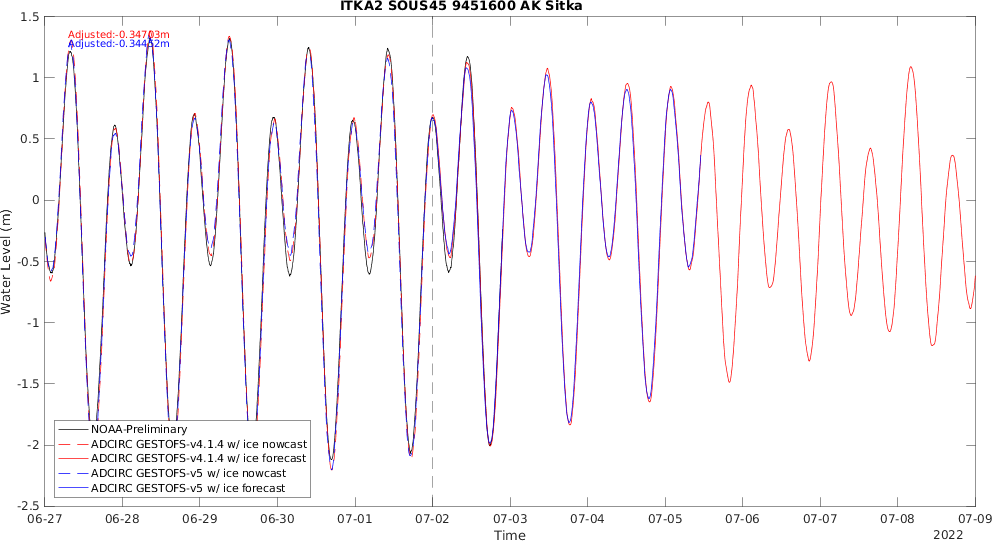 ITKA2 SOUS45 9451600 AK Sitka
Adjusted:-0.34703m
Adjusted:-0.34452m
1.5
1
0.5
0
-0.5
-1
-1.5
-2
-2.5
Water Level (m)
NOAA-Preliminary
ADCIRC GESTOFS-v4.1.4 w/ ice nowcast
ADCIRC GESTOFS-v4.1.4 w/ ice forecast
ADCIRC GESTOFS-v5 w/ ice nowcast
ADCIRC GESTOFS-v5 w/ ice forecast
06-27 06-28 06-29 06-30 07-01 07-02 07-03 07-04 07-05 07-06 07-07 07-08 07-09
Time
2022